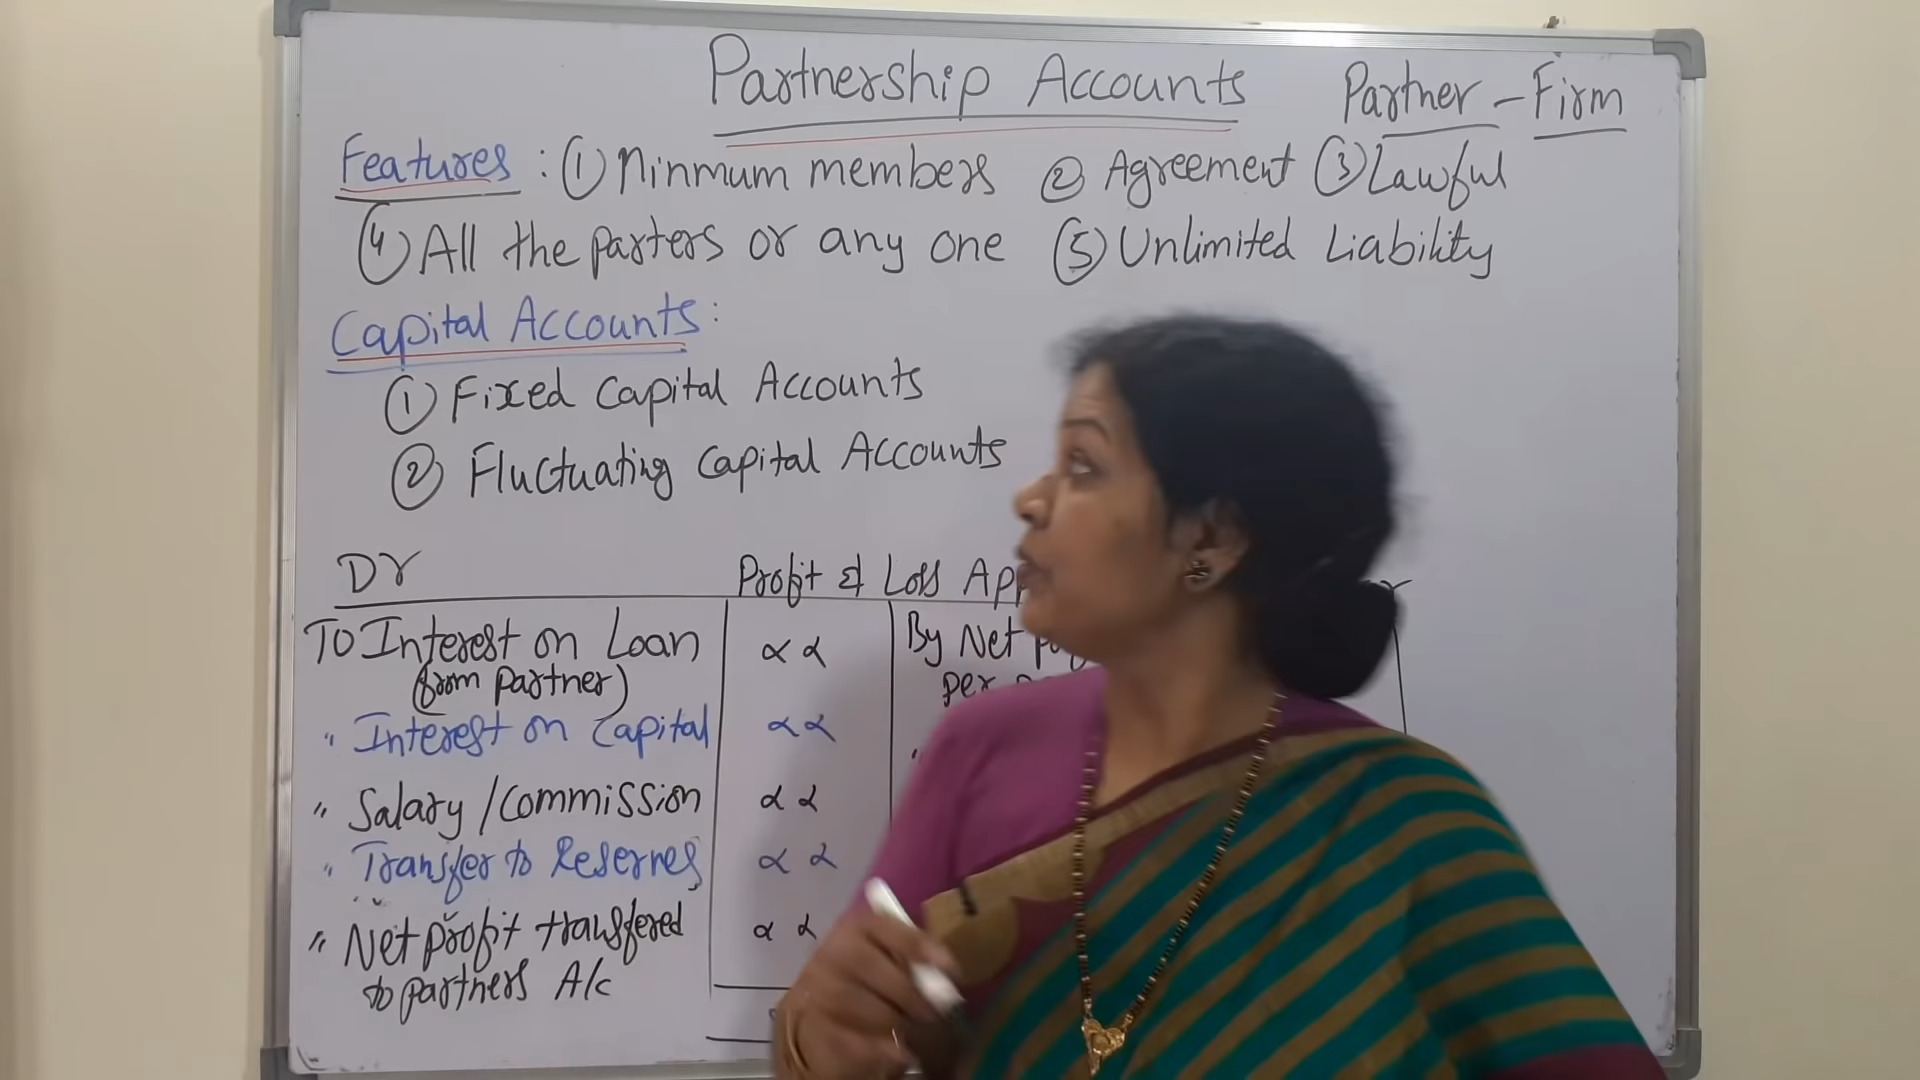 Partnership Accounts Partner - Firm
Features : ① Ninmum members ② Agreement ③ Lawful
④ All the parters or any one ⑤ Unlimited Liability
Capital Accounts :
① Fixed Capital Accounts
② Fluctuating Capital Accounts
Dr Profit & Loss App
To Interest on Loan αα By Net
(from partner) per
" Interest on Capital αα
" Salary / Commission αα
" Transfer to Reserves αα
" Net profit transfered αα
to partners A/c